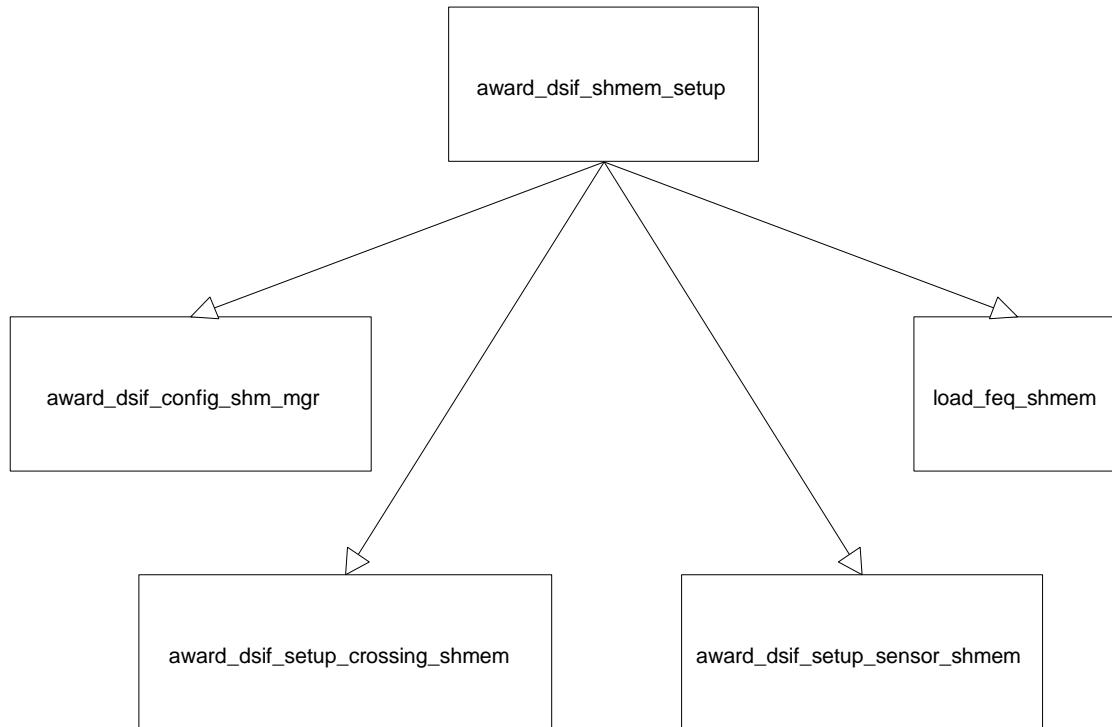 award_dsif_shmem_setup
award_dsif_config_shm_mgr
load_feq_shmem
award_dsif_setup_crossing_shmem
award_dsif_setup_sensor_shmem